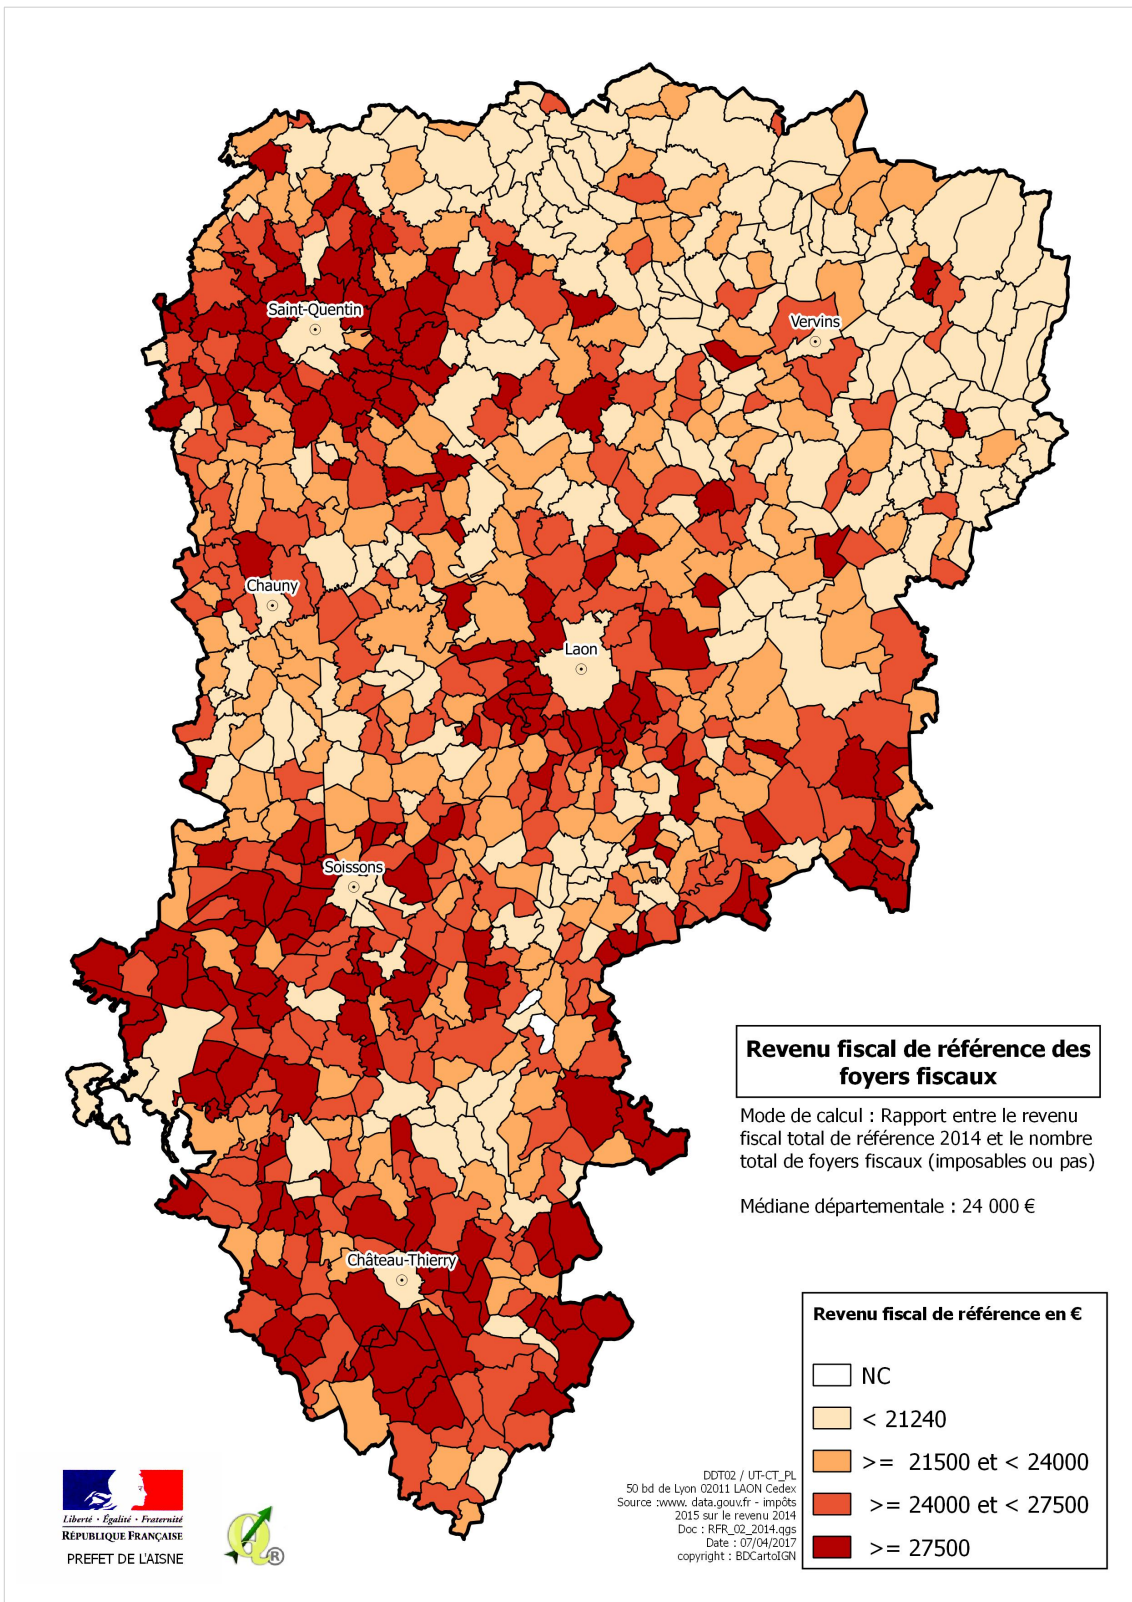 Saint-Quentin
Vervins
Chauny
Laon
Soissons
Château-Thierry
Revenu fiscal de référence des
foyers fiscaux
Mode de calcul : Rapport entre le revenu
fiscal total de référence 2014 et le nombre
total de foyers fiscaux (imposables ou pas)
Médiane départementale : 24 000 €
Revenu fiscal de référence en €
NC
< 21240
>= 21500 et < 24000
>= 24000 et < 27500
>= 27500
DDT02 / UT-CT_PL
50 bd de Lyon 02011 LAON Cedex
Source :www. data.gouv.fr - impôts
2015 sur le revenu 2014
Doc : RFR_02_2014.qgs
Date : 07/04/2017
copyright : BDCartoIGN
Liberté • Égalité • Fraternité
RÉPUBLIQUE FRANÇAISE
PREFET DE L'AISNE
®